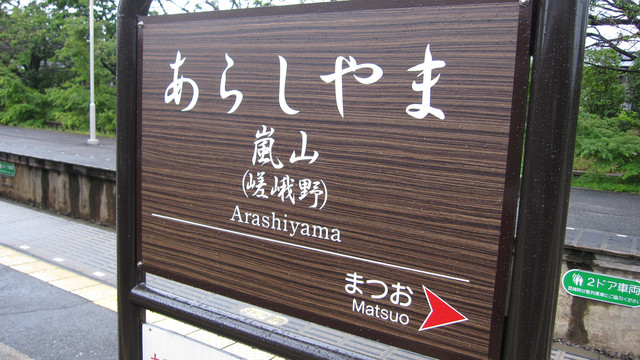 あらしやま
嵐山
(嵯峨野)
Arashiyama
まつお
Matsuo
2ドア車両